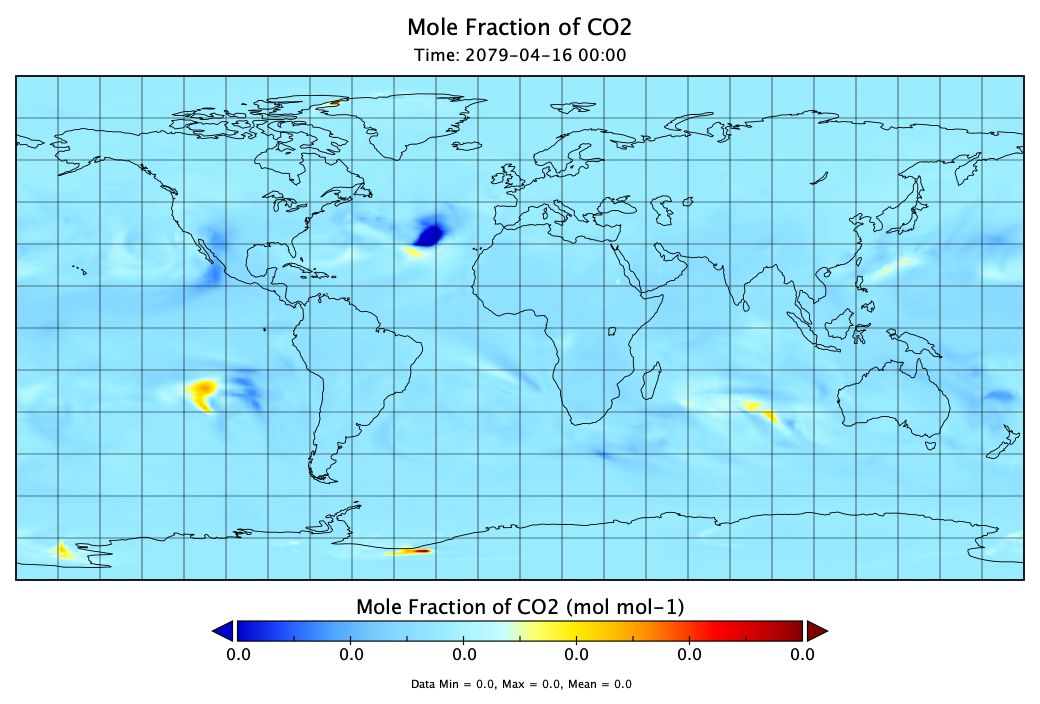 Mole Fraction of CO2
Time: 2079-04-16 00:00
Mole Fraction of CO2 (mol mol-1)
0.0 0.0 0.0 0.0 0.0 0.0
Data Min = 0.0, Max = 0.0, Mean = 0.0